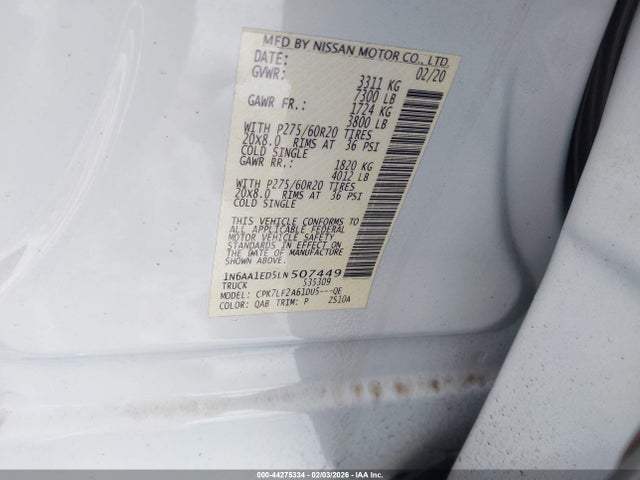 MFD BY NISSAN MOTOR CO., LTD.
DATE: 02/20
GVWR: 3311 KG
7300 LB
GAWR FR.: 1724 KG
3800 LB
WITH P275/60R20 TIRES
20X8.0 RIMS AT 36 PSI
COLD SINGLE
GAWR RR.: 1820 KG
4012 LB
WITH P275/60R20 TIRES
20X8.0 RIMS AT 36 PSI
COLD SINGLE
THIS VEHICLE CONFORMS TO
ALL APPLICABLE FEDERAL
MOTOR VEHICLE SAFETY
STANDARDS IN EFFECT ON
THE DATE OF MANUFACTURE
SHOWN ABOVE.
1N6AA1ED5LN507449
TRUCK S35309
MODEL: CPK7LF2A61DU5---QE
COLOR: QAB TRIM: P ZS10A
000-44275334 - 02/03/2026 - IAA Inc.